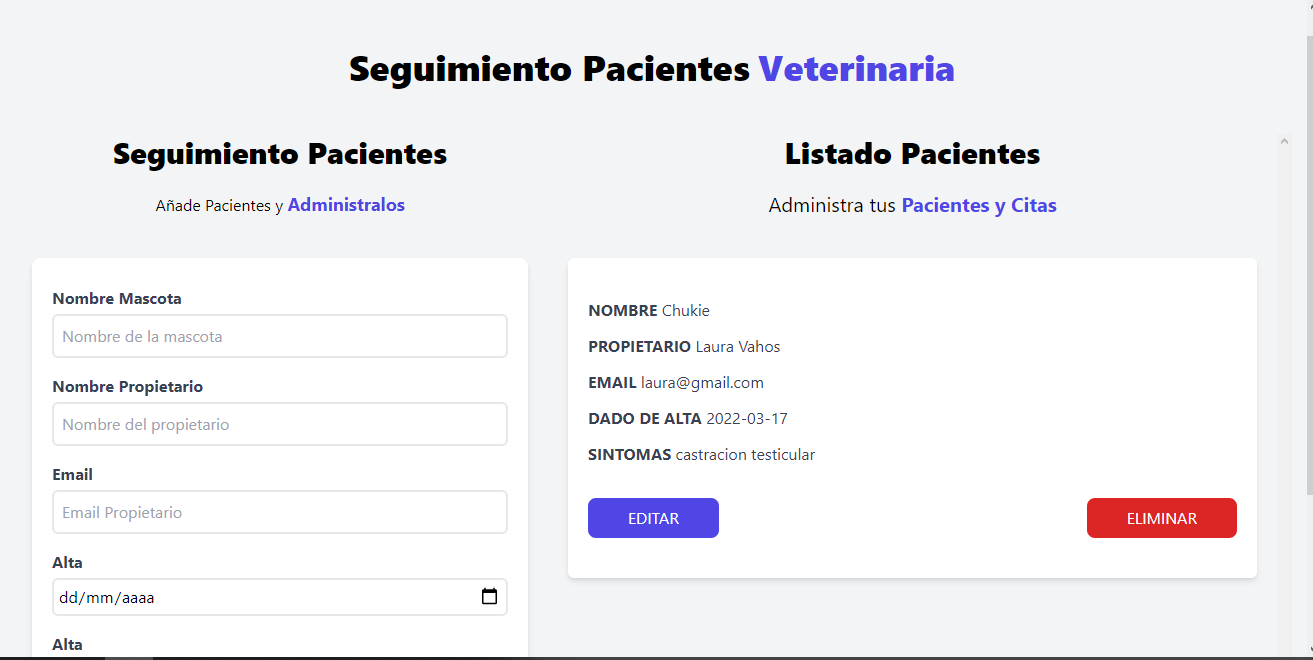 Seguimiento Pacientes Veterinaria
Seguimiento Pacientes
Añade Pacientes y Administralos
Nombre Mascota
Nombre de la mascota
Nombre Propietario
Nombre del propietario
Email
Email Propietario
Alta
dd/mm/aaaa
Alta
Listado Pacientes
Administra tus Pacientes y Citas
NOMBRE Chukie
PROPIETARIO Laura Vahos
EMAIL laura@gmail.com
DADO DE ALTA 2022-03-17
SINTOMAS castracion testicular
EDITAR
ELIMINAR